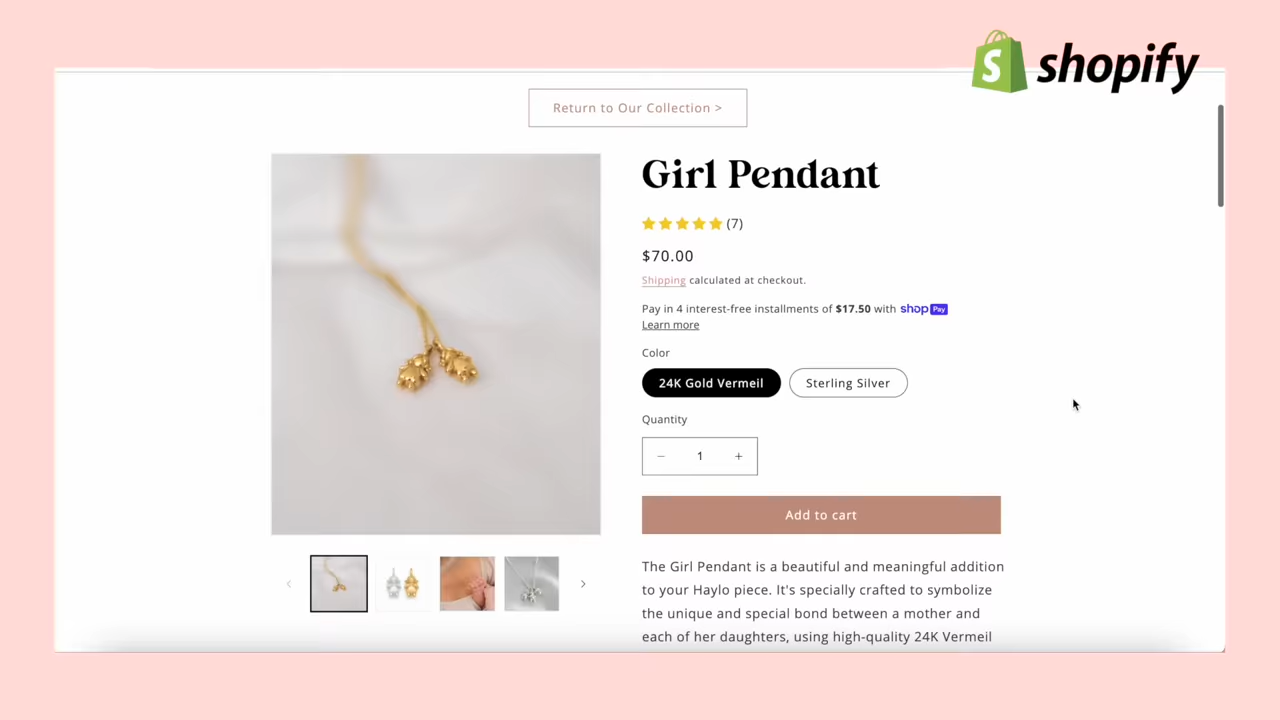 shopify
Return to Our Collection >
Girl Pendant
(7)
$70.00
Shipping calculated at checkout.
Pay in 4 interest-free installments of $17.50 with shop Pay
Learn more
Color
24K Gold Vermeil
Sterling Silver
Quantity
− 1 +
Add to cart
The Girl Pendant is a beautiful and meaningful addition
to your Haylo piece. It's specially crafted to symbolize
the unique and special bond between a mother and
each of her daughters, using high-quality 24K Vermeil